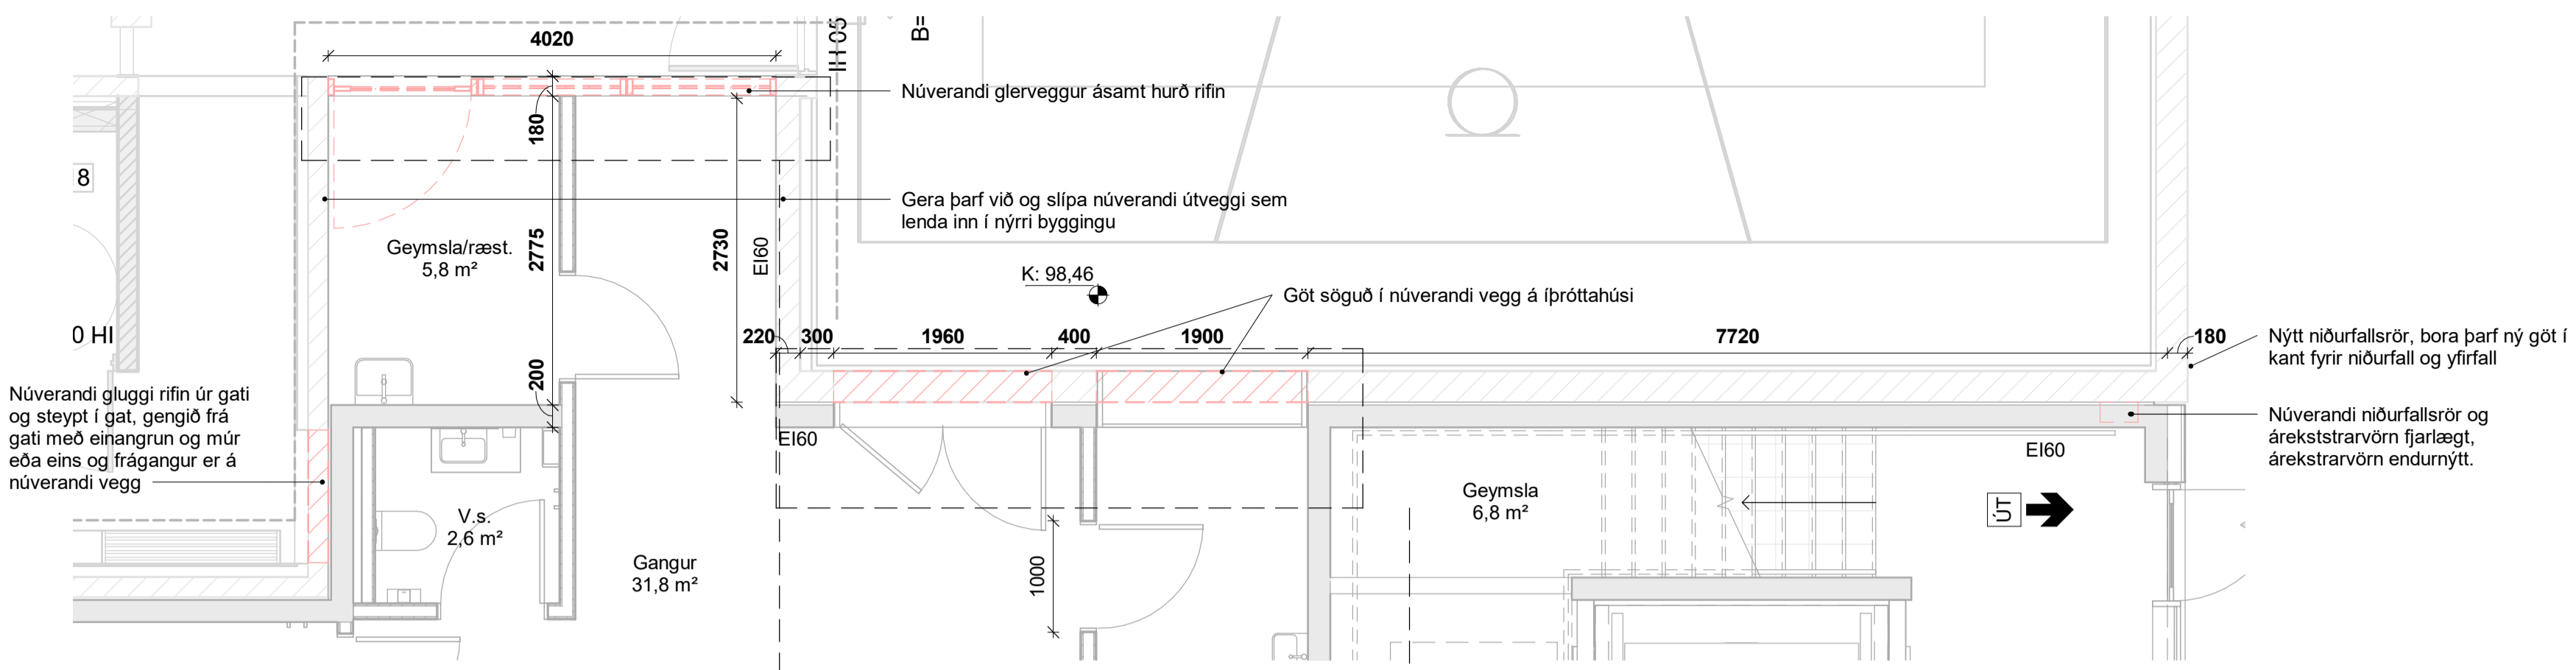 4020
II H 05
B=
Núverandi glerveggur ásamt hurð rifin
180
8
Gera þarf við og slípa núverandi útveggi sem
lenda inn í nýrri byggingu
Geymsla/ræst.
5,8 m²
2775
2730
EI60
K: 98,46
Göt söguð í núverandi vegg á íþróttahúsi
0 HI
220
300
1960
400
1900
7720
180
Nýtt niðurfallsrör, bora þarf ný göt í
kant fyrir niðurfall og yfirfall
200
Núverandi gluggi rifin úr gati
og steypt í gat, gengið frá
gati með einangrun og múr
eða eins og frágangur er á
núverandi vegg
EI60
Núverandi niðurfallsrör og
árekststrarvörn fjarlægt,
árekstrarvörn endurnýtt.
EI60
Geymsla
6,8 m²
ÚT
V.s.
2,6 m²
Gangur
31,8 m²
1000